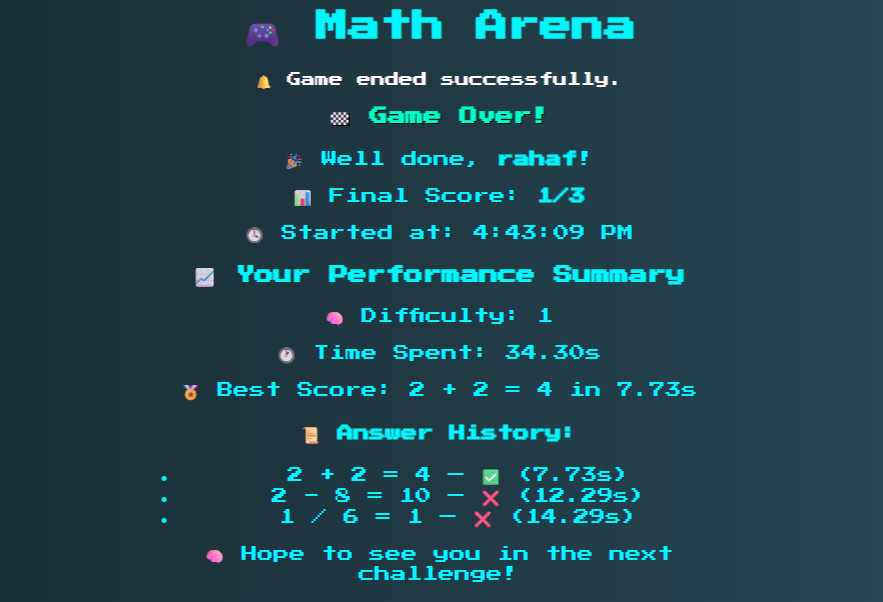 🎮 Math Arena
🔔 Game ended successfully.
🏁 Game Over!
🎉 Well done, rahaf!
📊 Final Score: 1/3
🕓 Started at: 4:43:09 PM
📈 Your Performance Summary
🧠 Difficulty: 1
🕐 Time Spent: 34.30s
🏅 Best Score: 2 + 2 = 4 in 7.73s
📜 Answer History:
• 2 + 2 = 4 — ✅ (7.73s)
• 2 - 8 = 10 — ❌ (12.29s)
• 1 / 6 = 1 — ❌ (14.29s)
🧠 Hope to see you in the next
challenge!